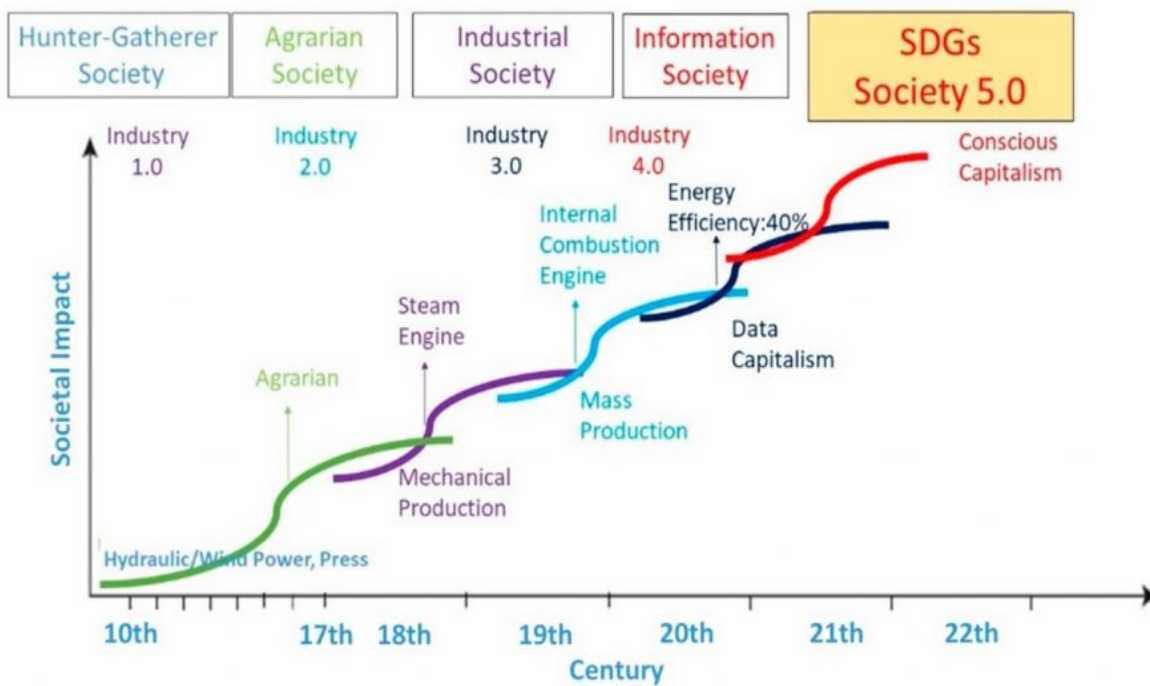 Hunter-Gatherer
Society
Agrarian
Society
Industrial
Society
Information
Society
SDGs
Society 5.0
Industry
1.0
Industry
2.0
Industry
3.0
Industry
4.0
Conscious
Capitalism
Energy
Efficiency:40%
Internal
Combustion
Engine
Steam
Engine
Data
Capitalism
Agrarian
Mass
Production
Mechanical
Production
Hydraulic/Wind Power, Press
Societal Impact
10th
17th
18th
19th
20th
21th
22th
Century